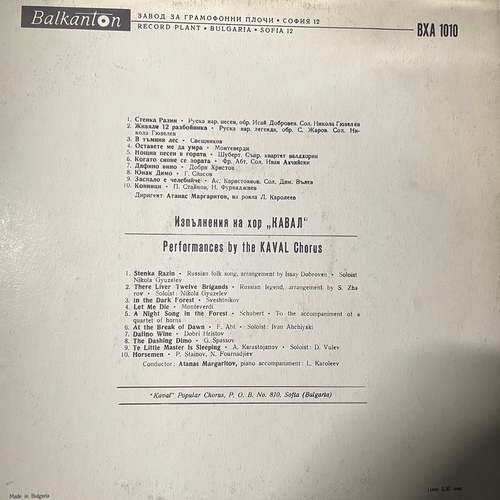 Balkanton
ЗАВОД ЗА ГРАМОФОННИ ПЛОЧИ • СОФИЯ 12
RECORD PLANT • BULGARIA • SOFIA 12
ВХА 1010
1. Стенка Разин • Руска нар. песен, обр. Исай Добровен. Сол. Никола Гюзелев
2. Живяли 12 разбойника • Руска нар. легенда, обр. С. Жаров. Сол. Ни-
кола Гюзелев
3. В тъмния лес • Свешников
4. Оставете ме да умра • Монтеверди
5. Нощна песен в гората • Шуберт. Съпр. квартет валдхорни
6. Когато сипне се зората • Фр. Абт. Сол. Иван Ахчийски
7. Дафино вино • Добри Христов
8. Юнак Димо • Г. Спасов
9. Заспало е челебийче • Ас. Карастоянов. Сол. Дим. Вълев
10. Конници • П. Стайнов, Н. Фурнаджиев
Диригент Атанас Маргаритов, на рояла Л. Каролеев
Изпълнения на хор „КАВАЛ“
Performances by the KAVAL Chorus
1. Stenka Razin • Russian folk song, arrangement by Issay Dobroven • Soloist
Nikola Gyuzelev
2. There Liver Twelve Brigands • Russian legend, arrangement by S. Zha
rov • Soloist: Nikola Gyuzelev
3. in the Dark Forest • Sveshtnikov
4. Let Me Die • Monteverdi
5. A Night Song in the Forest • Schubert • To the accompaniment of a
quartet of horns
6. At the Break of Dawn • F. Abt • Soloist: Ivan Ahchiyski
7. Dafino Wine • Dobri Hristov
8. The Dashing Dimo • G. Spassov
9. Te Little Master Is Sleeping • A. Karastojanov • Soloist: D. Valev
10. Horsemen • P. Stainov, N. Fournadjiev
Conductor: Atanas Margaritov, piano accompaniment: L. Karoleev
"Kaval" Popular Chorus, P. O. B. No. 810, Sofia (Bulgaria)
Made in Bulgaria